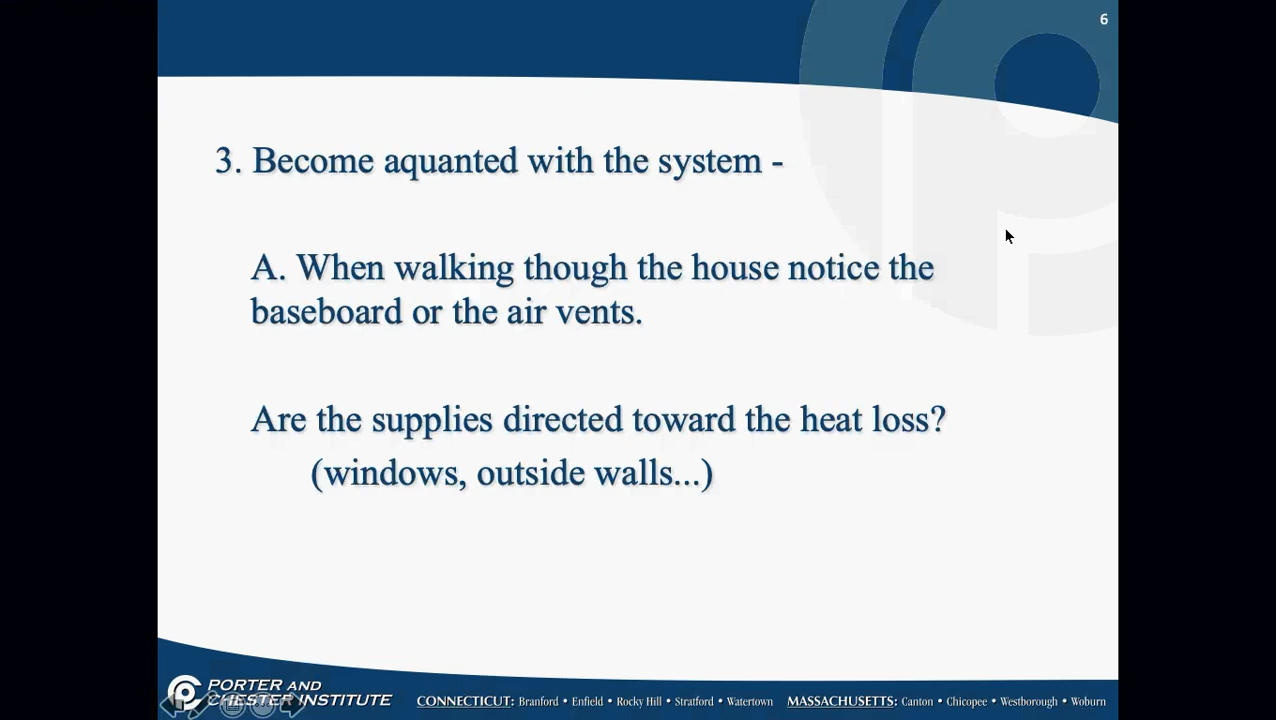 6
3. Become aquanted with the system -
A. When walking though the house notice the
baseboard or the air vents.
Are the supplies directed toward the heat loss?
(windows, outside walls...)
PORTER AND
CHESTER INSTITUTE
CONNECTICUT: Branford • Enfield • Rocky Hill • Stratford • Watertown MASSACHUSETTS: Canton • Chicopee • Westborough • Woburn